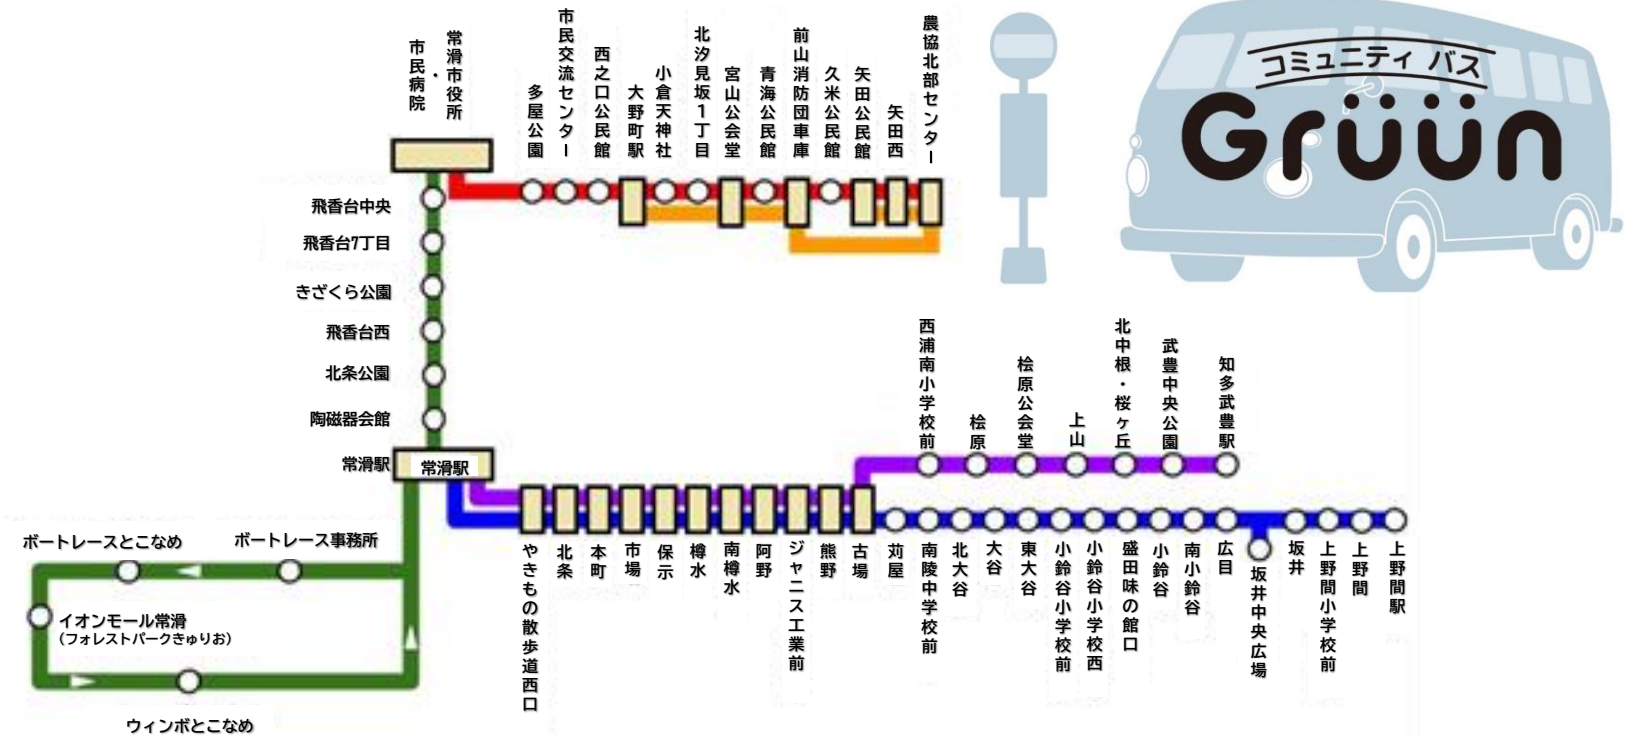 市民病院
・
常滑市役所
多屋公園
市民交流センター
西之口公民館
大野町駅
小倉天神社
北汐見坂1丁目
宮山公会堂
青海公民館
前山消防団車庫
久米公民館
矢田公民館
矢田西
農協北部センター
コミュニティ バス
Grüün
飛香台中央
飛香台7丁目
きざくら公園
飛香台西
北条公園
陶磁器会館
常滑駅
常滑駅
西浦南小学校前
桧原
桧原公会堂
上山
北中根・桜ヶ丘
武豊中央公園
知多武豊駅
ボートレースとこなめ
ボートレース事務所
イオンモール常滑
(フォレストパークきゅりお)
ウィンボとこなめ
やきもの散歩道西口
北条
本町
市場
保示
樽水
南樽水
阿野
ジャニス工業前
熊野
古場
苅屋
南陵中学校前
北大谷
大谷
東大谷
小鈴谷小学校前
小鈴谷小学校西
盛田味の館口
小鈴谷
南小鈴谷
広目
坂井中央広場
坂井
上野間小学校前
上野間
上野間駅